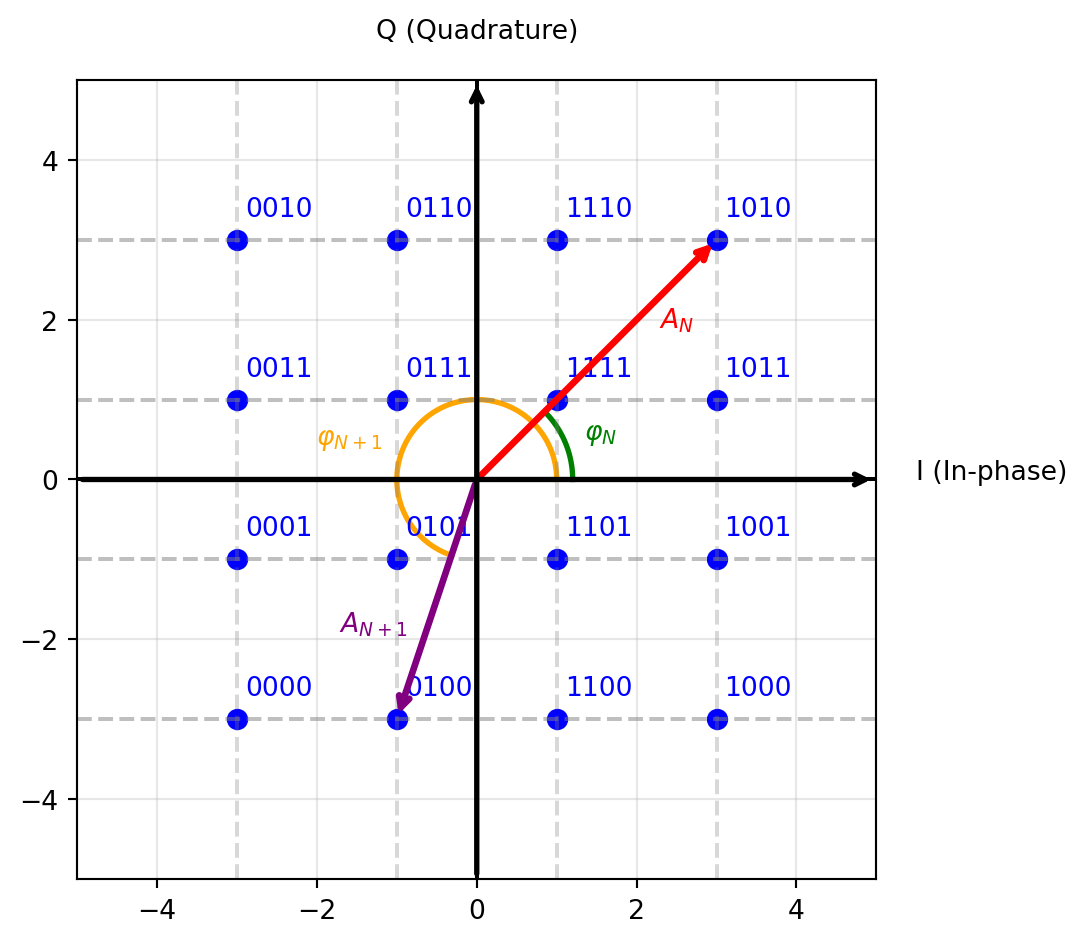 Q (Quadrature)
4
0010 0110 1110 1010
2
A_N
0011 0111 1111 1011
φ_{N+1} φ_N
0 I (In-phase)
0001 0101 1101 1001
−2 A_{N+1}
0000 0100 1100 1000
−4
−4 −2 0 2 4